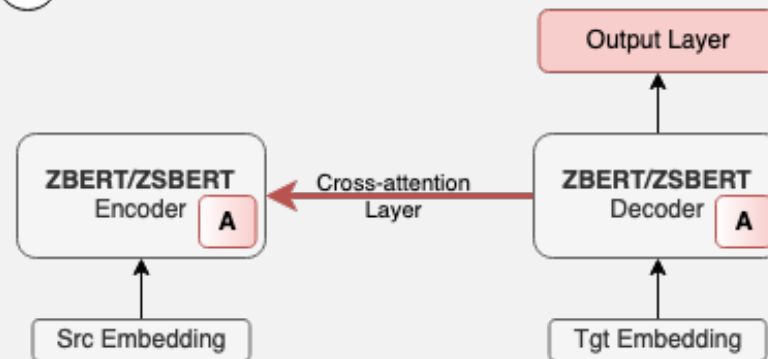 Output Layer
ZBERT/ZSBERT
Encoder
A
Cross-attention
Layer
ZBERT/ZSBERT
Decoder
A
Src Embedding
Tgt Embedding